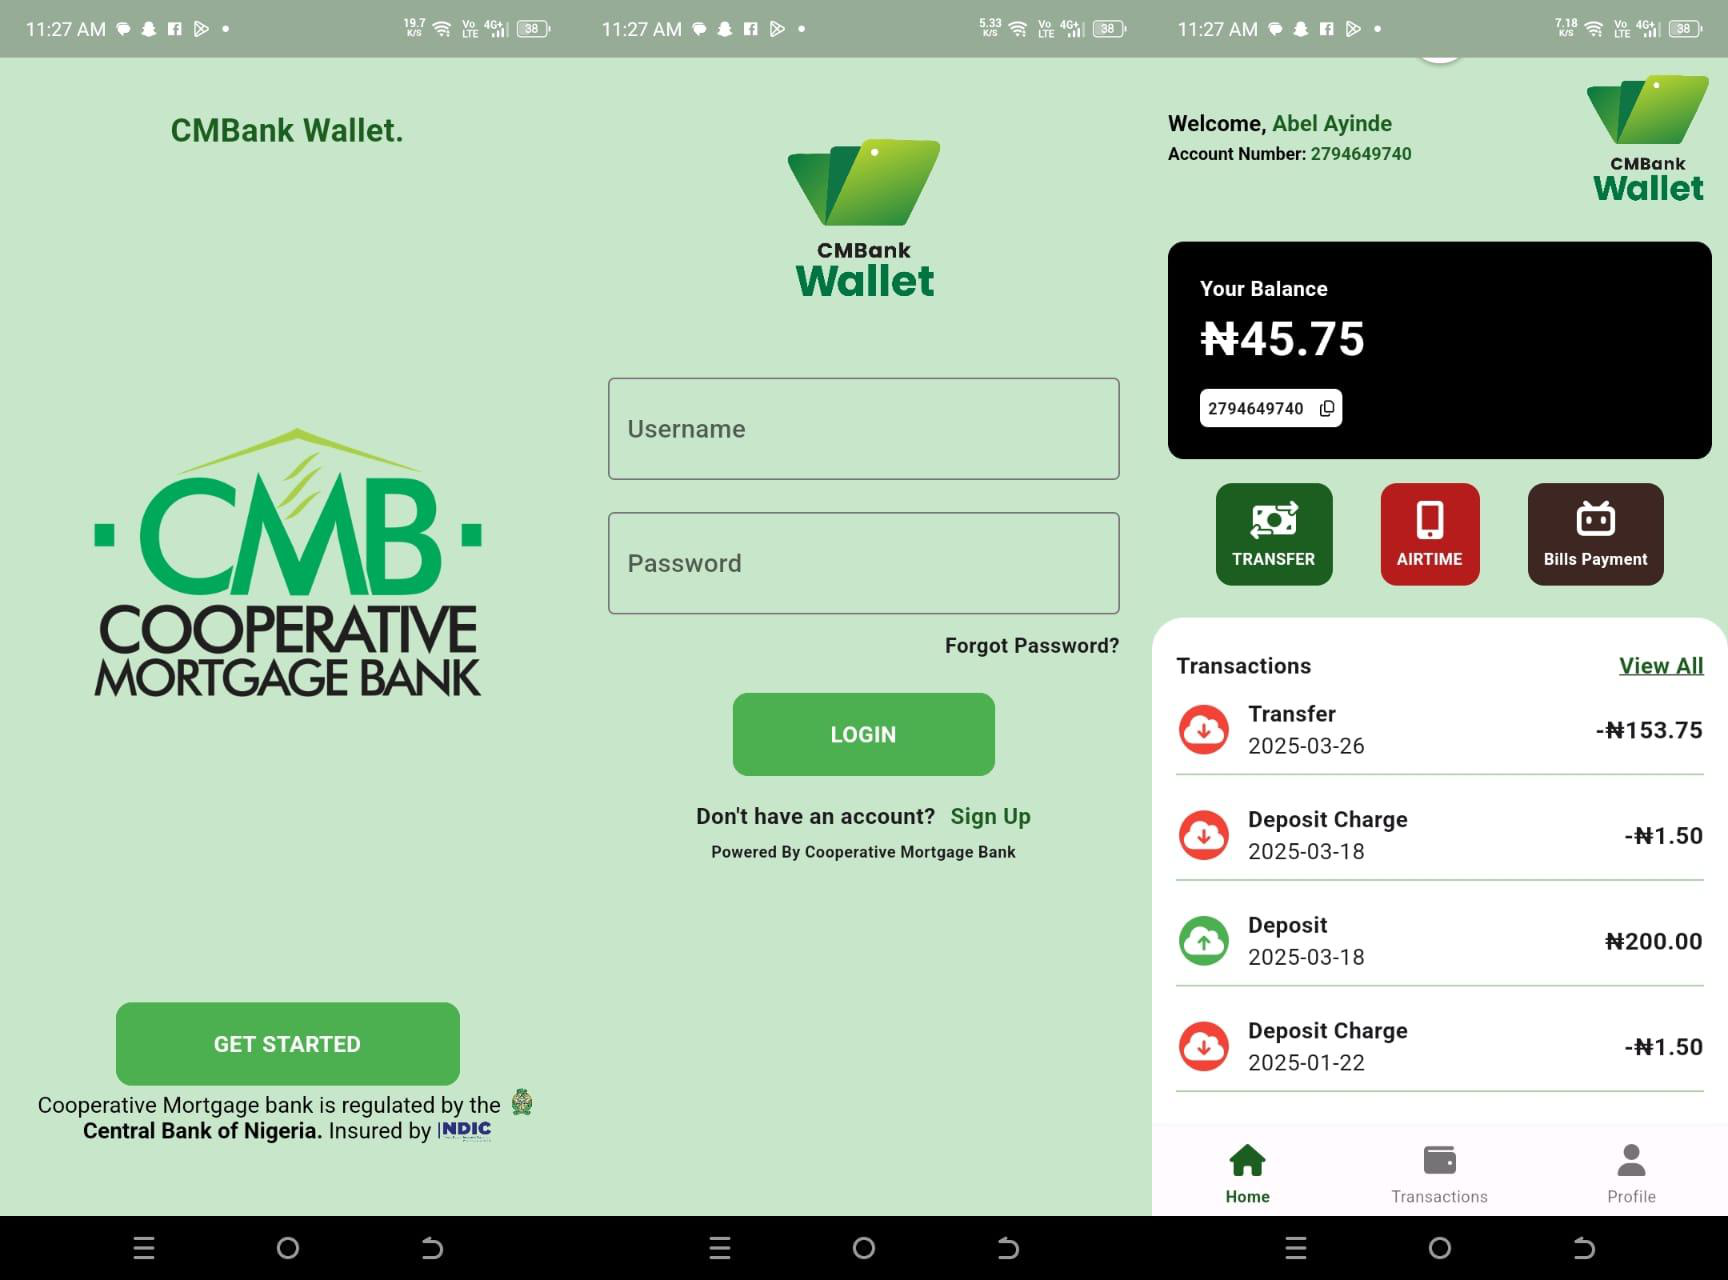 11:27 AM
19.7 K/S
Vo LTE
4G+
38
CMBank Wallet.
CMB
COOPERATIVE
MORTGAGE BANK
GET STARTED
Cooperative Mortgage bank is regulated by the
Central Bank of Nigeria. Insured by NDIC
11:27 AM
5.33 K/S
Vo LTE
4G+
38
CMBank
Wallet
Username
Password
Forgot Password?
LOGIN
Don't have an account? Sign Up
Powered By Cooperative Mortgage Bank
11:27 AM
7.18 K/S
Vo LTE
4G+
38
Welcome, Abel Ayinde
Account Number: 2794649740
CMBank
Wallet
Your Balance
₦45.75
2794649740
TRANSFER
AIRTIME
Bills Payment
Transactions
View All
Transfer
2025-03-26
-₦153.75
Deposit Charge
2025-03-18
-₦1.50
Deposit
2025-03-18
₦200.00
Deposit Charge
2025-01-22
-₦1.50
Home
Transactions
Profile